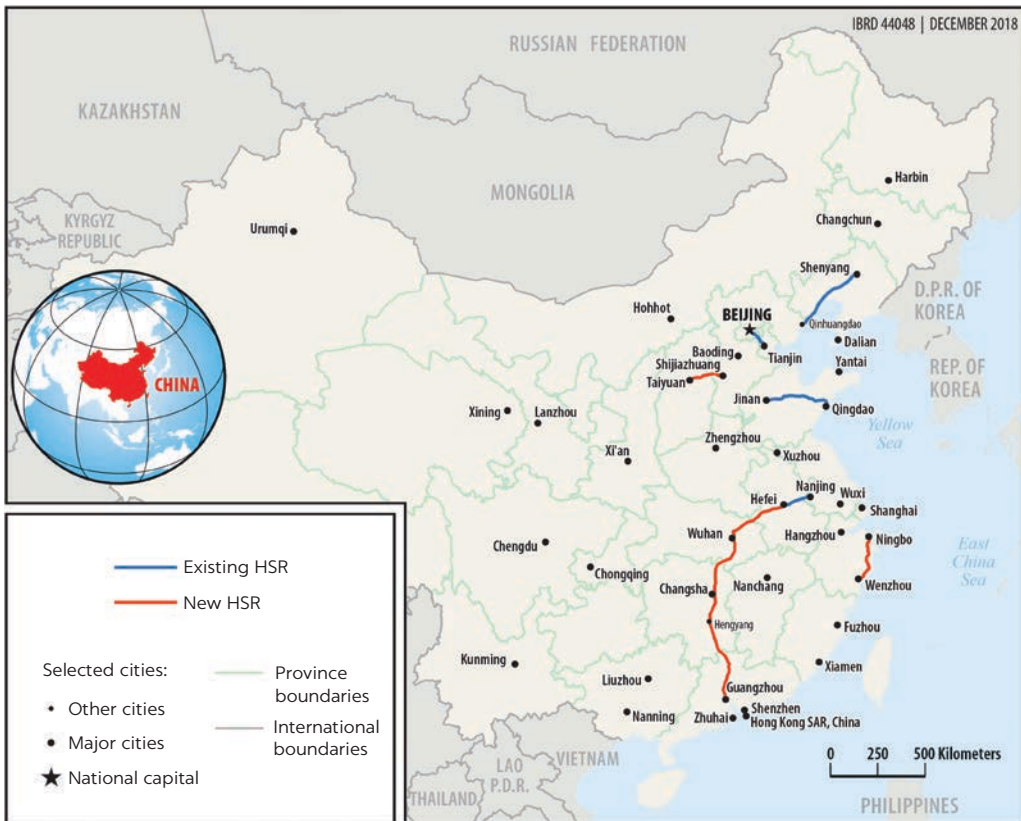 IBRD 44048 | DECEMBER 2018
RUSSIAN FEDERATION
KAZAKHSTAN
MONGOLIA
KYRGYZ
REPUBLIC
Harbin
Changchun
Urumqi
Shenyang
D.P.R. OF
KOREA
Hohhot
BEIJING
Qinhuangdao
Dalian
Tianjin
Baoding
Shijiazhuang
Yantai
REP. OF
KOREA
Taiyuan
CHINA
Jinan
Qingdao
Xining
Lanzhou
Yellow
Sea
Zhengzhou
Xuzhou
Xi'an
Nanjing
Wuxi
Hefei
Shanghai
Wuhan
Hangzhou
Ningbo
Chengdu
East
China
Sea
Chongqing
Nanchang
Wenzhou
Changsha
Hengyang
Fuzhou
Kunming
Xiamen
Liuzhou
Guangzhou
Shenzhen
Nanning
Zhuhai
Hong Kong SAR, China
VIETNAM
LAO
P.D.R.
THAILAND
PHILIPPINES
0 250 500 Kilometers
Existing HSR
New HSR
Selected cities:
Other cities
Major cities
National capital
Province
boundaries
International
boundaries